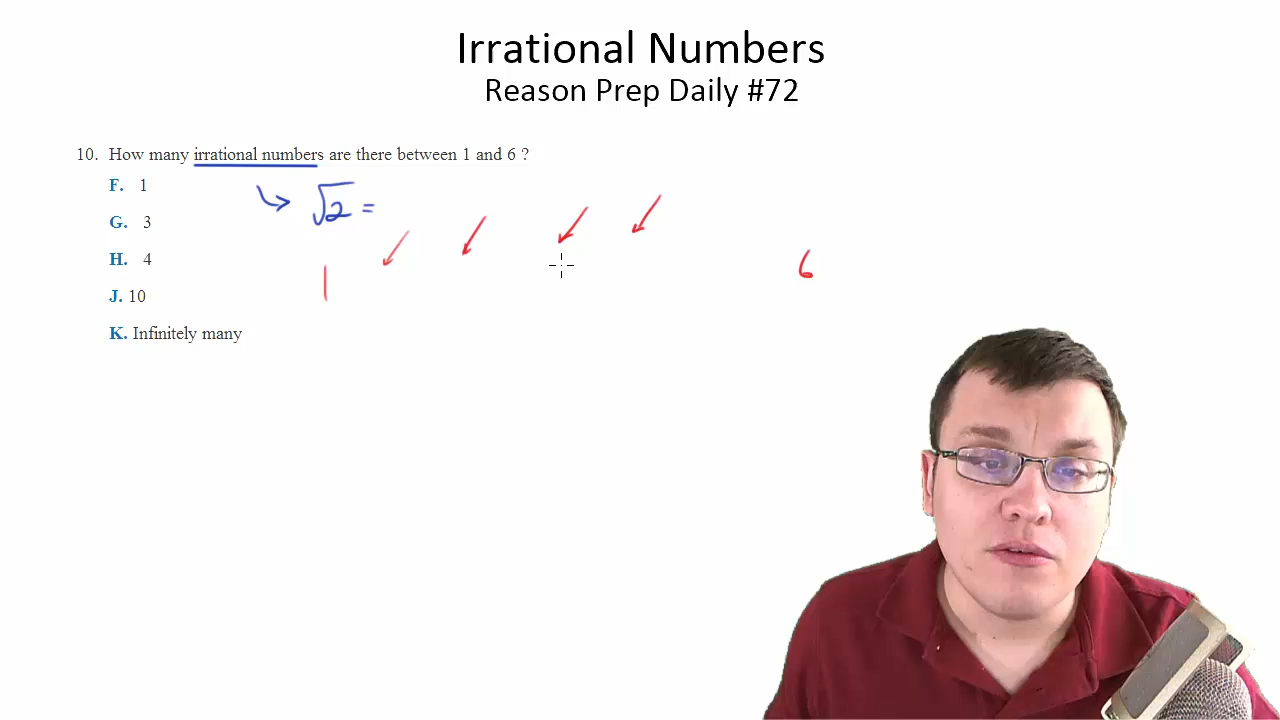 Irrational Numbers
Reason Prep Daily #72
10. How many irrational numbers are there between 1 and 6 ?
F. 1
√2 =
G. 3
H. 4
1 6
J. 10
K. Infinitely many